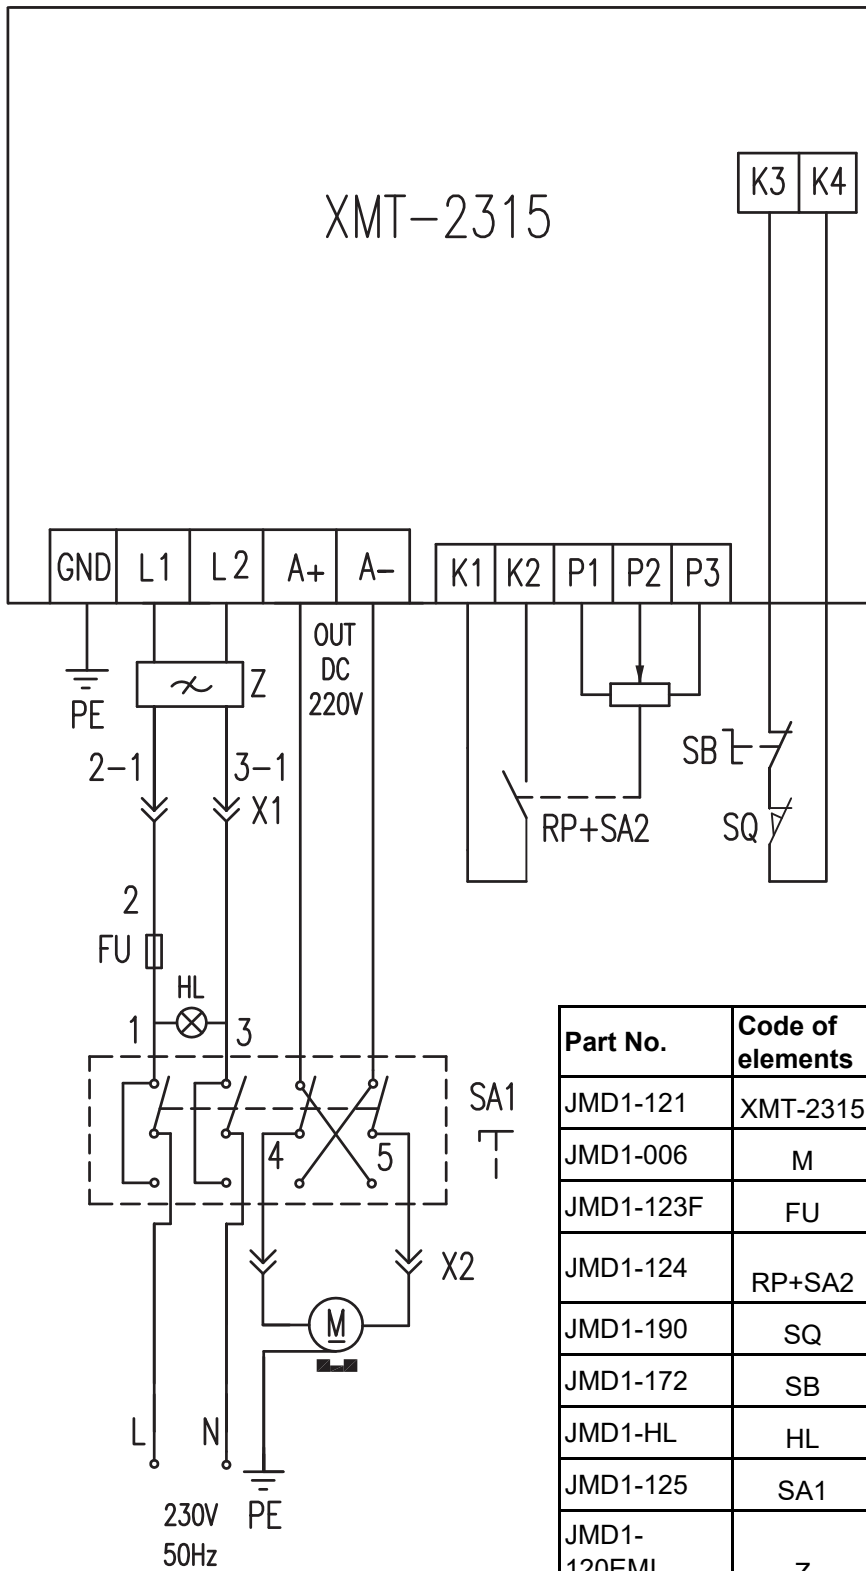 XMT-2315
K3 K4
GND L1 L2 A+ A-
K1 K2 P1 P2 P3
OUT
DC
220V
Z
PE
2-1
3-1
X1
SB
SQ
RP+SA2
2
FU
HL
1
3
SA1
4
5
X2
M
L
N
PE
230V
50Hz
Part No. Code of
elements
JMD1-121 XMT-2315
JMD1-006 M
JMD1-123F FU
JMD1-124 RP+SA2
JMD1-190 SQ
JMD1-172 SB
JMD1-HL HL
JMD1-125 SA1
JMD1-
120EMI Z